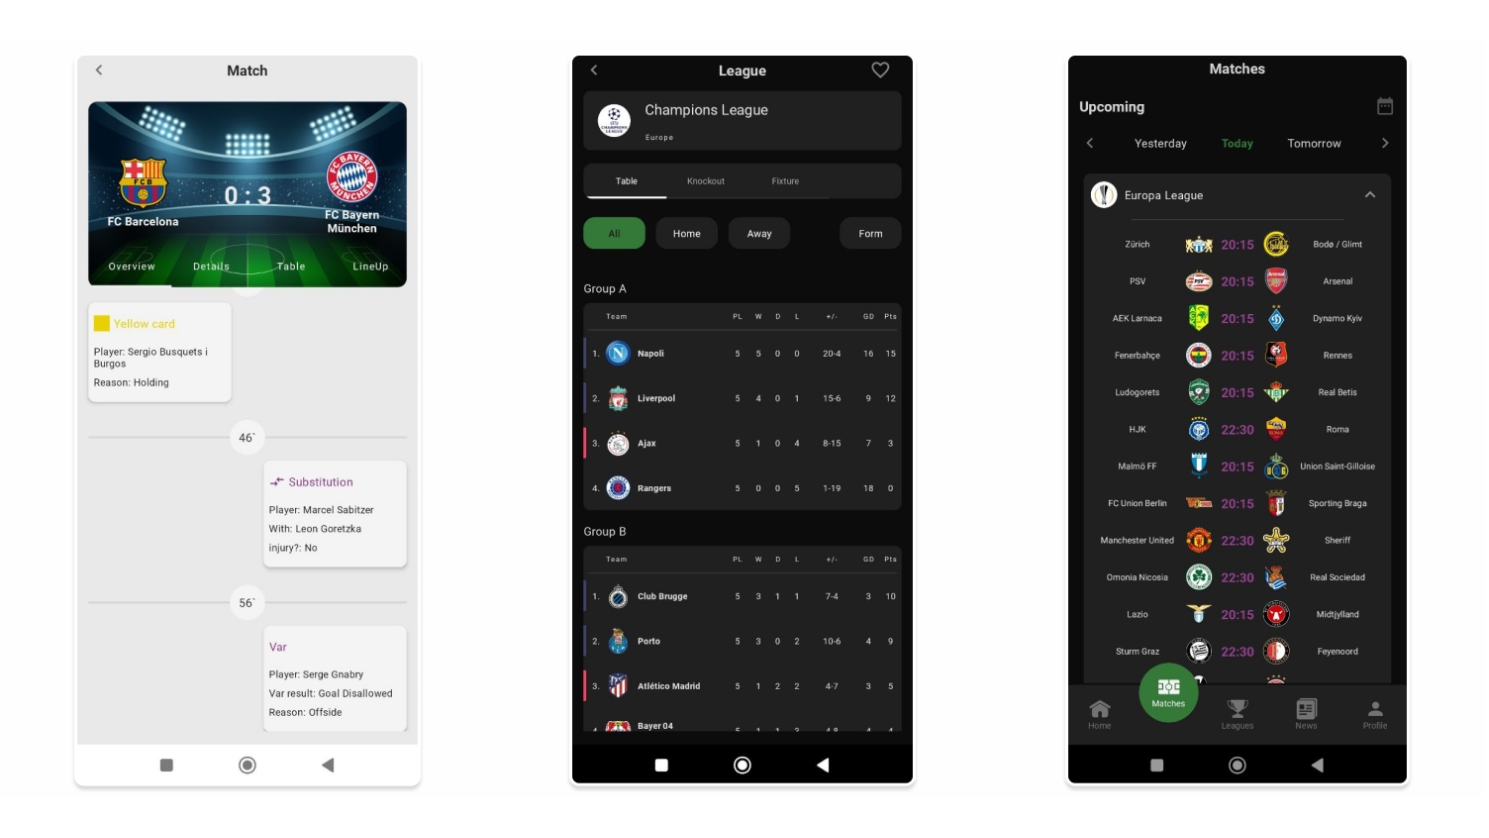 Match
0 : 3
FC Barcelona
FC Bayern
München
Overview Details Table LineUp
Yellow card
Player: Sergio Busquets i
Burgos
Reason: Holding
46`
Substitution
Player: Marcel Sabitzer
With: Leon Goretzka
injury?: No
56`
Var
Player: Serge Gnabry
Var result: Goal Disallowed
Reason: Offside
League
Champions League
Europe
Table Knockout Fixture
All Home Away Form
Group A
Team PL W D L +/- GD Pts
1. Napoli 5 5 0 0 20-4 16 15
2. Liverpool 5 4 0 1 15-6 9 12
3. Ajax 5 1 0 4 8-15 7 3
4. Rangers 5 0 0 5 1-19 18 0
Group B
Team PL W D L +/- GD Pts
1. Club Brugge 5 3 1 1 7-4 3 10
2. Porto 5 3 0 2 10-6 4 9
3. Atlético Madrid 5 1 2 2 4-7 3 5
Bayer 04
Matches
Upcoming
Yesterday Today Tomorrow
Europa League
Zürich 20:15 Bodø / Glimt
PSV 20:15 Arsenal
AEK Larnaca 20:15 Dynamo Kyiv
Fenerbahçe 20:15 Rennes
Ludogorets 20:15 Real Betis
HJK 22:30 Roma
Malmö FF 20:15 Union Saint-Gilloise
FC Union Berlin 20:15 Sporting Braga
Manchester United 22:30 Sheriff
Omonia Nicosia 22:30 Real Sociedad
Lazio 20:15 Midtjylland
Sturm Graz 22:30 Feyenoord
Home Matches Leagues News Profile